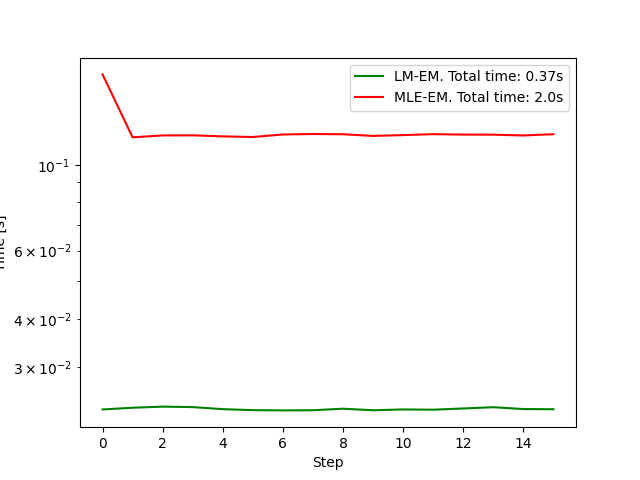 LM-EM. Total time: 0.37s
MLE-EM. Total time: 2.0s
10⁻¹
6 × 10⁻²
4 × 10⁻²
3 × 10⁻²
[s]
0 2 4 6 8 10 12 14
Step